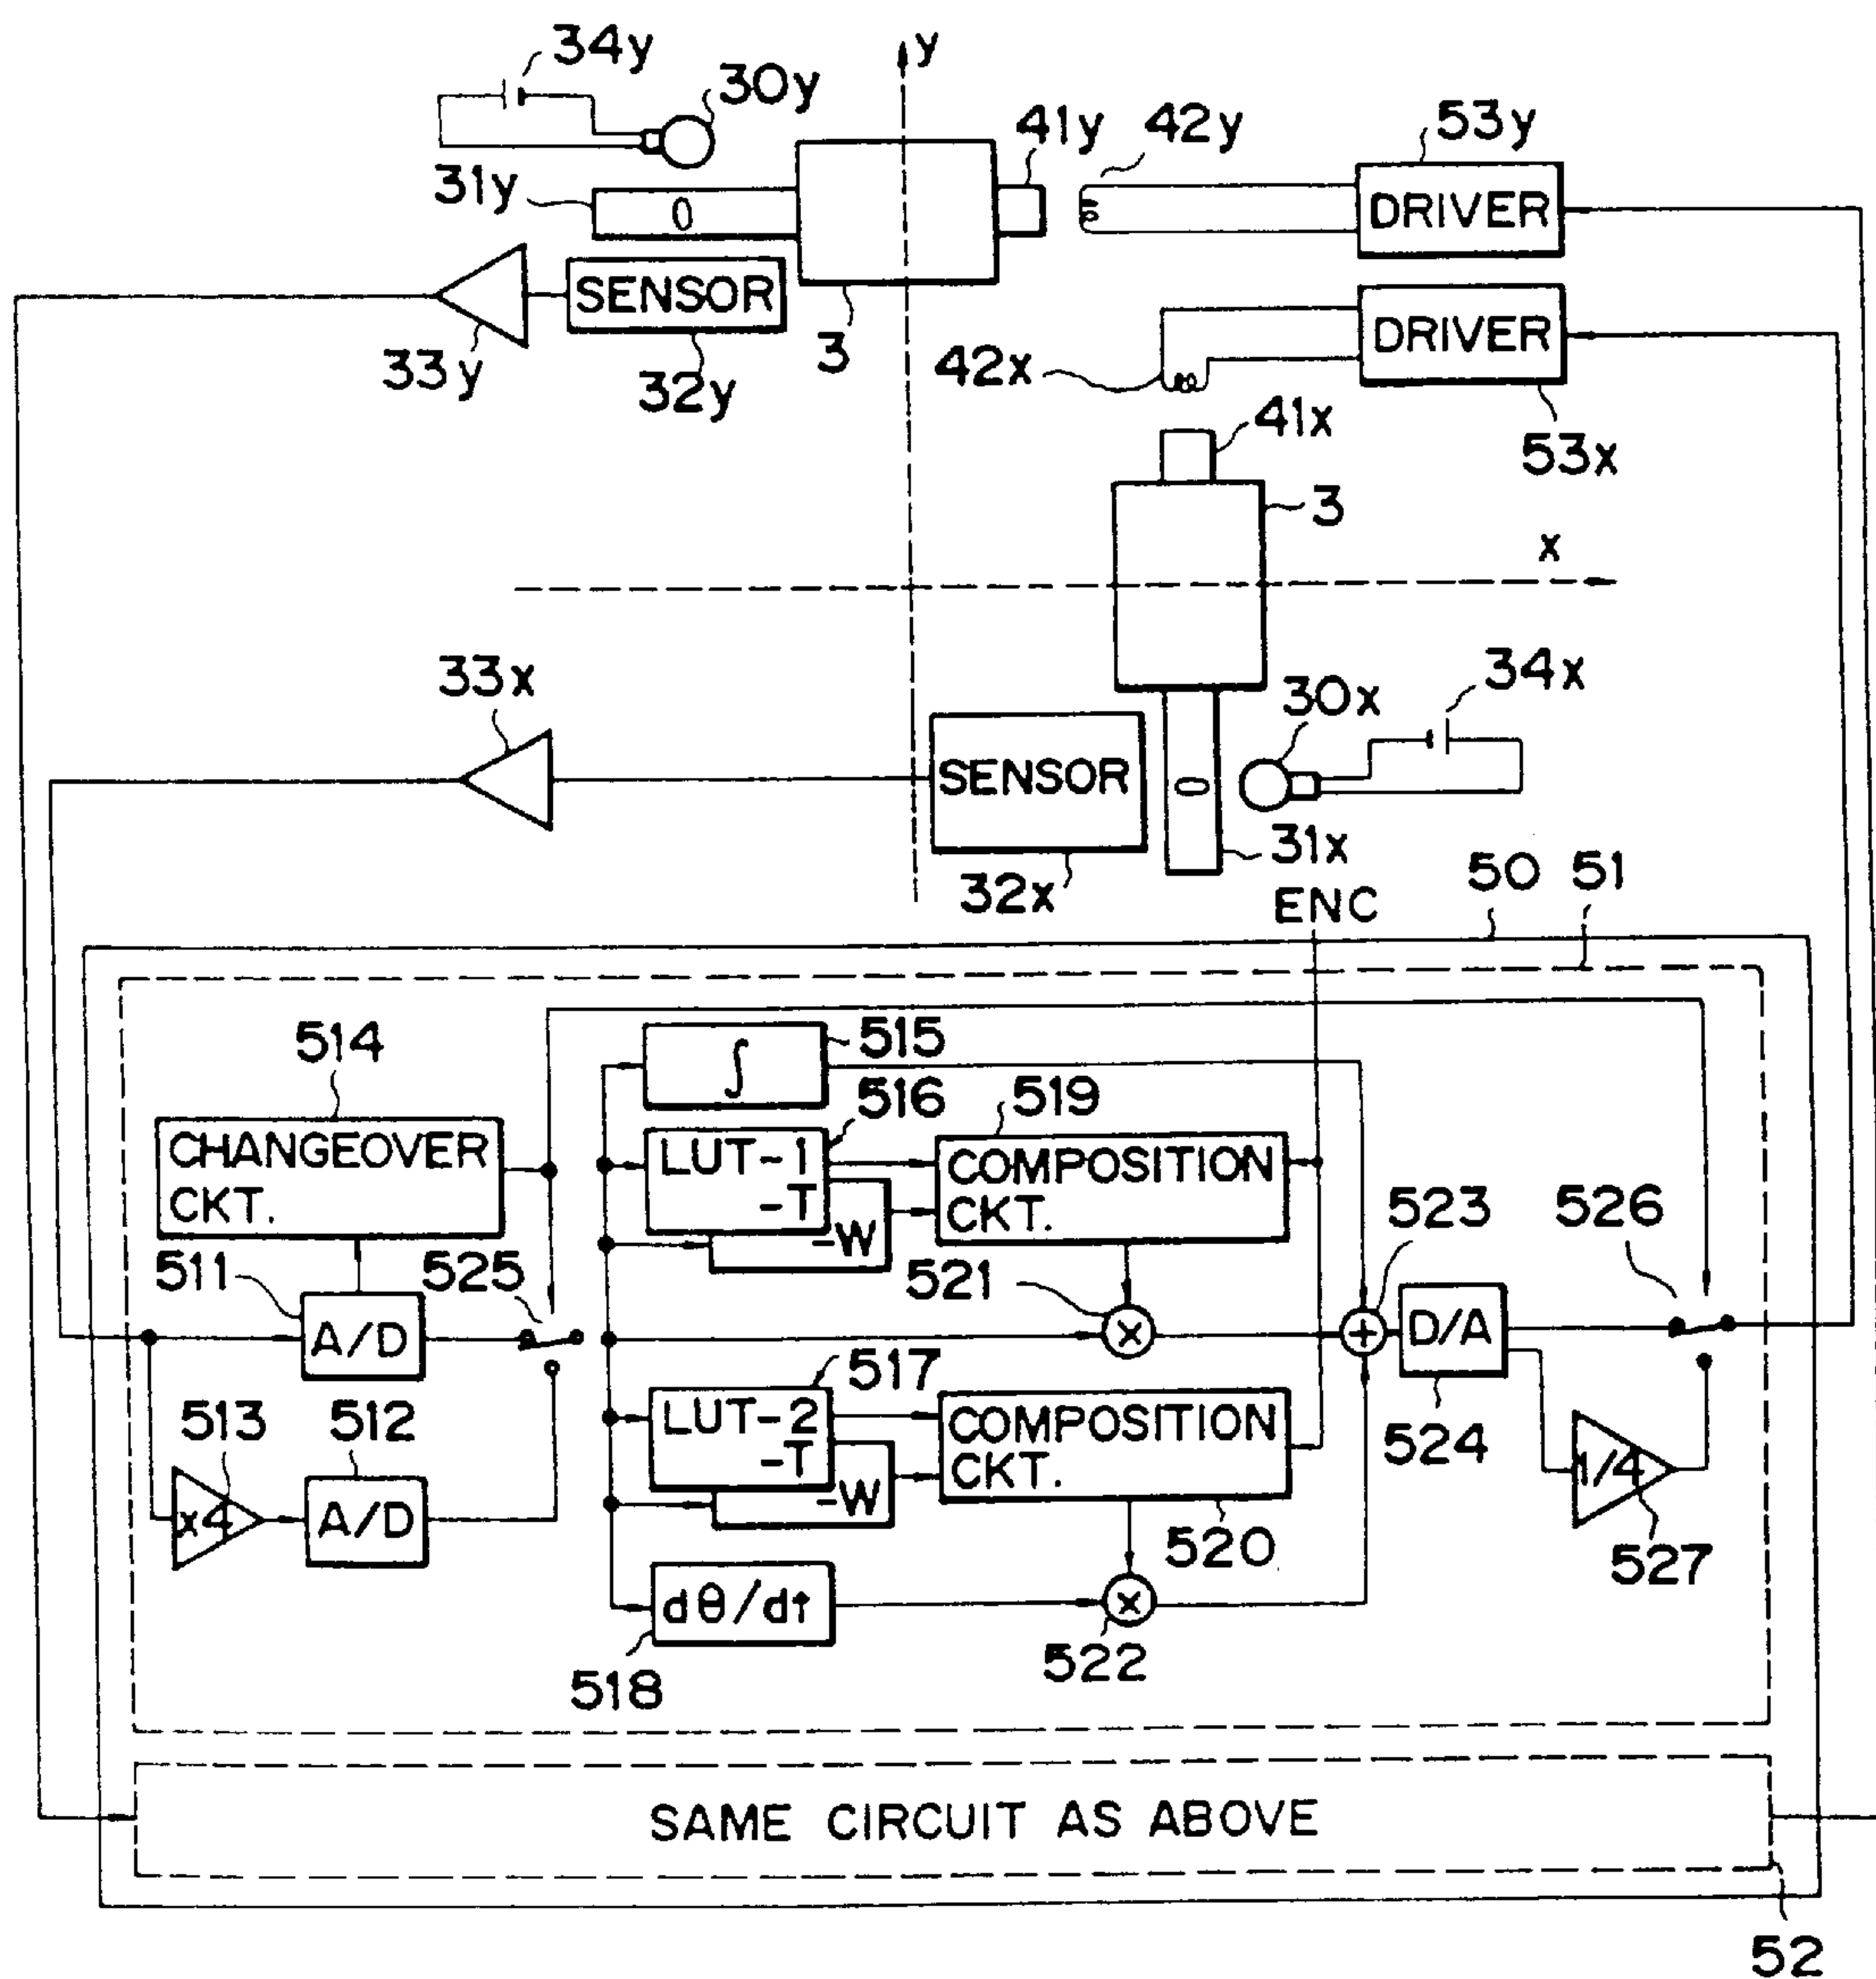 34y
y
30y
41y
42y
53y
31y
DRIVER
SENSOR
33y
32y
3
DRIVER
42x
41x
53x
3
x
33x
34x
30x
SENSOR
31x
32x
ENC
50
51
514
∫
515
516
519
CHANGEOVER
CKT.
LUT-1
-T
-W
COMPOSITION
CKT.
523
526
511
525
521
A/D
×
+
D/A
517
524
513
512
LUT-2
-T
-W
COMPOSITION
CKT.
x4
A/D
1/4
520
527
dθ/dt
×
518
522
SAME CIRCUIT AS ABOVE
52